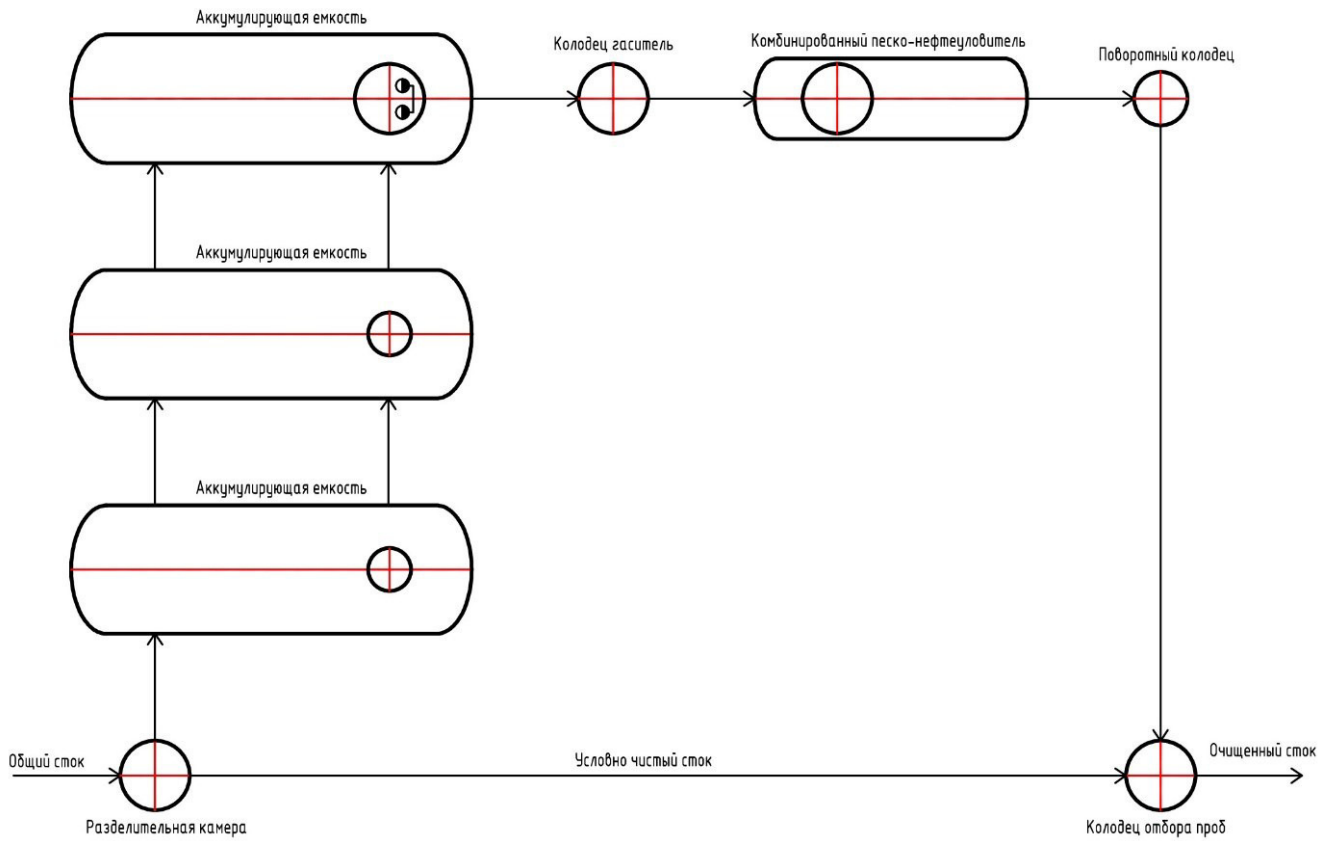 Аккумулирующая емкость
Колодец гаситель
Комбинированный песко-нефтеуловитель
Поворотный колодец
Аккумулирующая емкость
Аккумулирующая емкость
Общий сток
Условно чистый сток
Очищенный сток
Разделительная камера
Колодец отбора проб